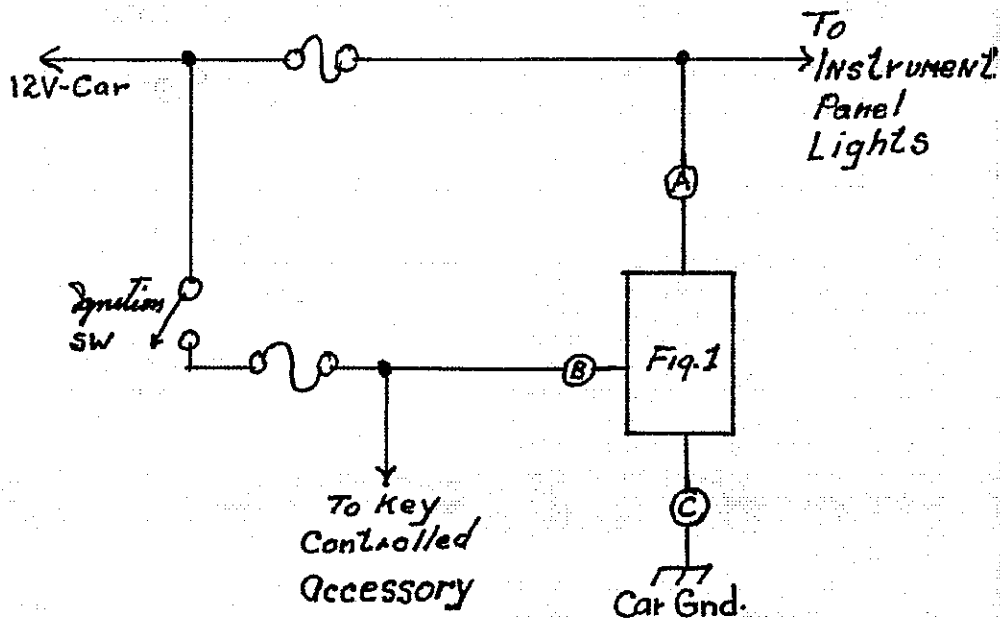 To
Instrument
Panel
Lights
12V-Car
A
Ignition
SW
Fig.1
B
To Key
Controlled
Accessory
C
Car Gnd.